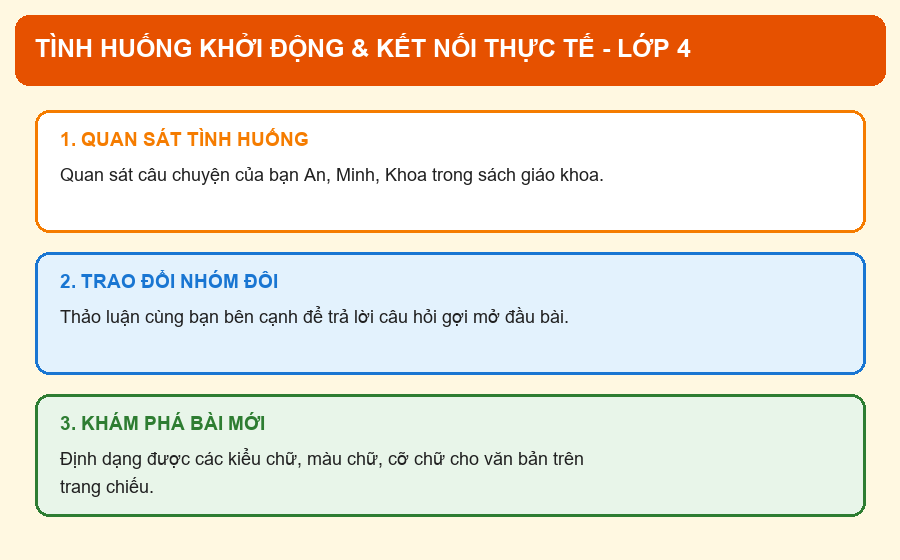 TÌNH HUỐNG KHỞI ĐỘNG & KẾT NỐI THỰC TẾ - LỚP 4
1. QUAN SÁT TÌNH HUỐNG
Quan sát câu chuyện của bạn An, Minh, Khoa trong sách giáo khoa.
2. TRAO ĐỔI NHÓM ĐÔI
Thảo luận cùng bạn bên cạnh để trả lời câu hỏi gợi mở đầu bài.
3. KHÁM PHÁ BÀI MỚI
Định dạng được các kiểu chữ, màu chữ, cỡ chữ cho văn bản trên
trang chiếu.